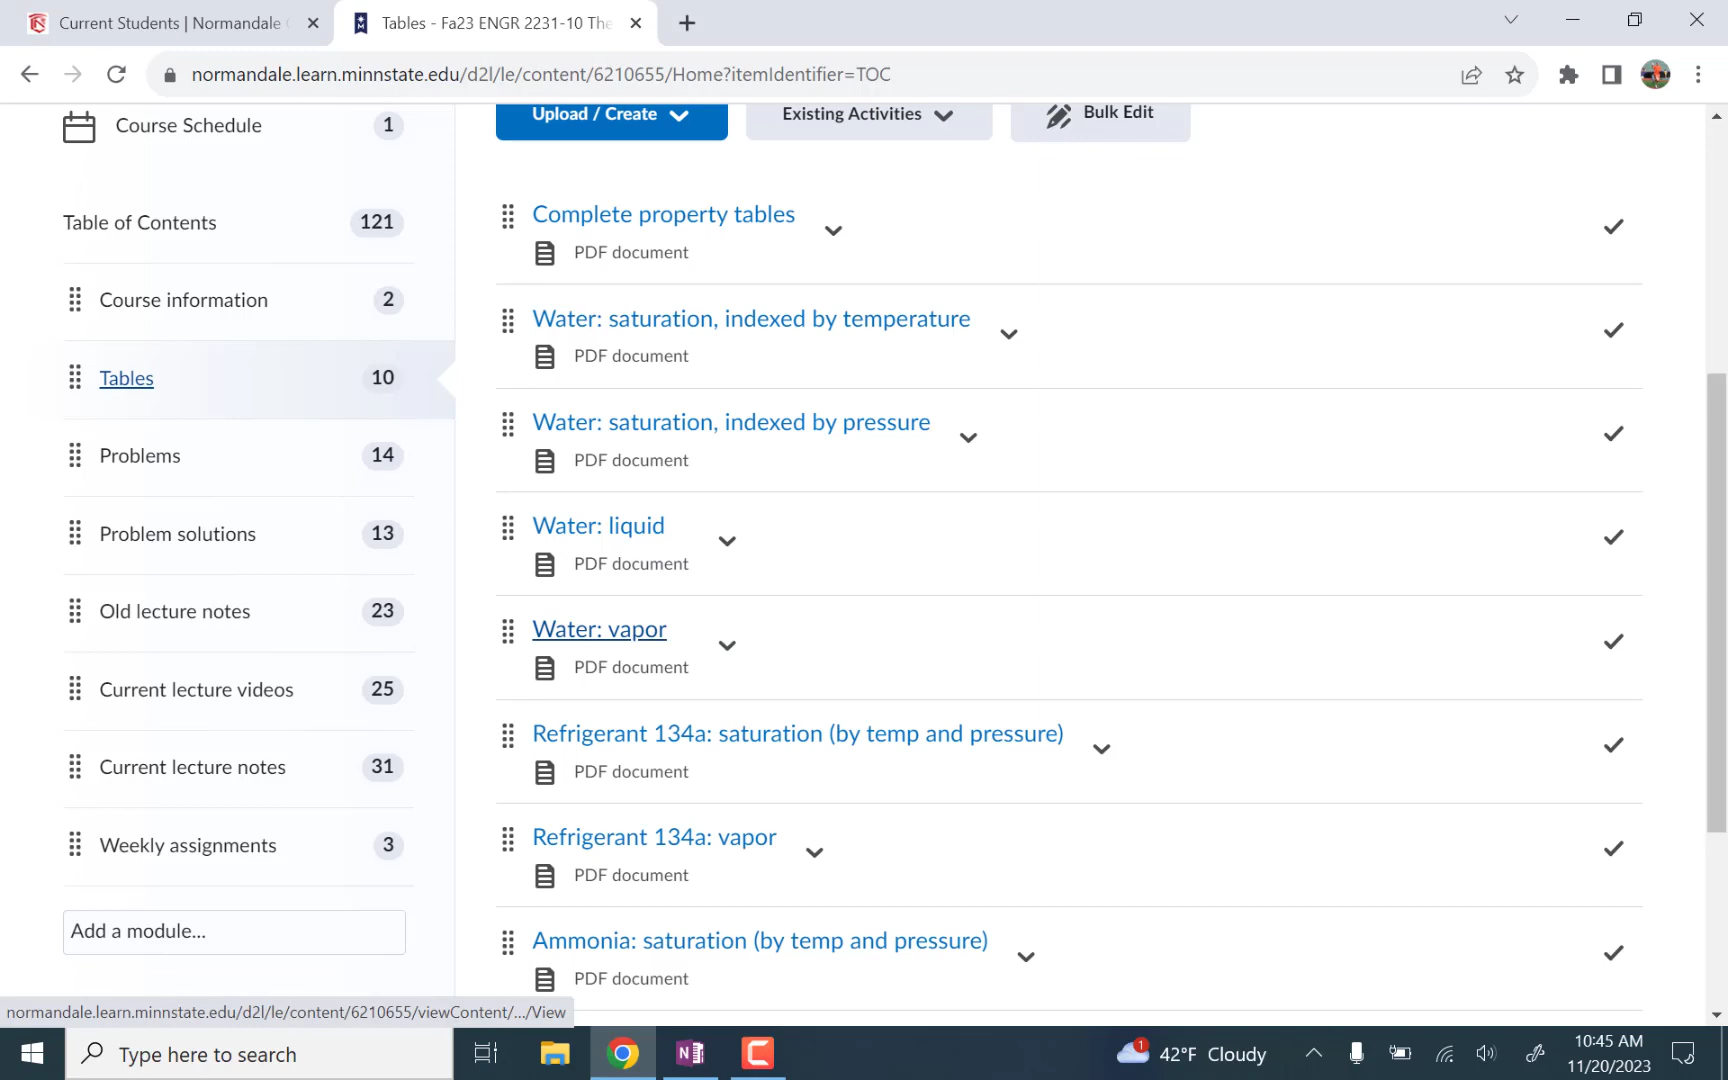 Current Students | Normandale
Tables - Fa23 ENGR 2231-10 The
normandale.learn.minnstate.edu/d2l/le/content/6210655/Home?itemIdentifier=TOC
Course Schedule 1
Table of Contents 121
Course information 2
Tables 10
Problems 14
Problem solutions 13
Old lecture notes 23
Current lecture videos 25
Current lecture notes 31
Weekly assignments 3
Add a module...
Upload / Create
Existing Activities
Bulk Edit
Complete property tables
PDF document
Water: saturation, indexed by temperature
PDF document
Water: saturation, indexed by pressure
PDF document
Water: liquid
PDF document
Water: vapor
PDF document
Refrigerant 134a: saturation (by temp and pressure)
PDF document
Refrigerant 134a: vapor
PDF document
Ammonia: saturation (by temp and pressure)
PDF document
normandale.learn.minnstate.edu/d2l/le/content/6210655/viewContent/.../View
Type here to search
N
1
42°F Cloudy
10:45 AM
11/20/2023